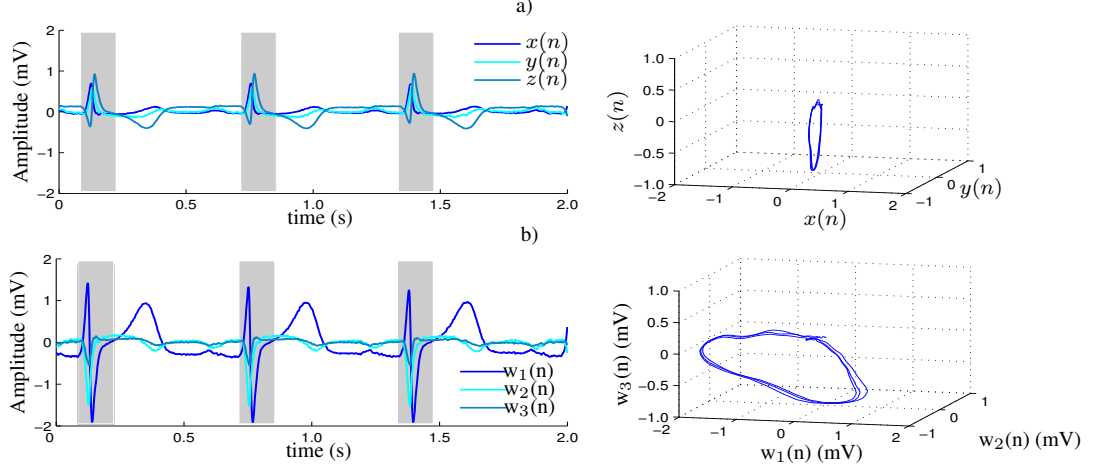 a)
2
1
0
−1
−2
Amplitude (mV)
x(n)
y(n)
z(n)
0
0.5
1.0
1.5
2.0
time (s)
1.0
0.5
0
−0.5
−1.0
z(n)
−2
−1
0
1
2
x(n)
−1
0
1
y(n)
b)
2
1
0
−1
−2
Amplitude (mV)
w1(n)
w2(n)
w3(n)
0
0.5
1.0
1.5
2.0
time (s)
1.0
0.5
0
−0.5
−1.0
w3(n) (mV)
−2
−1
0
1
2
w1(n) (mV)
−1
0
1
w2(n) (mV)